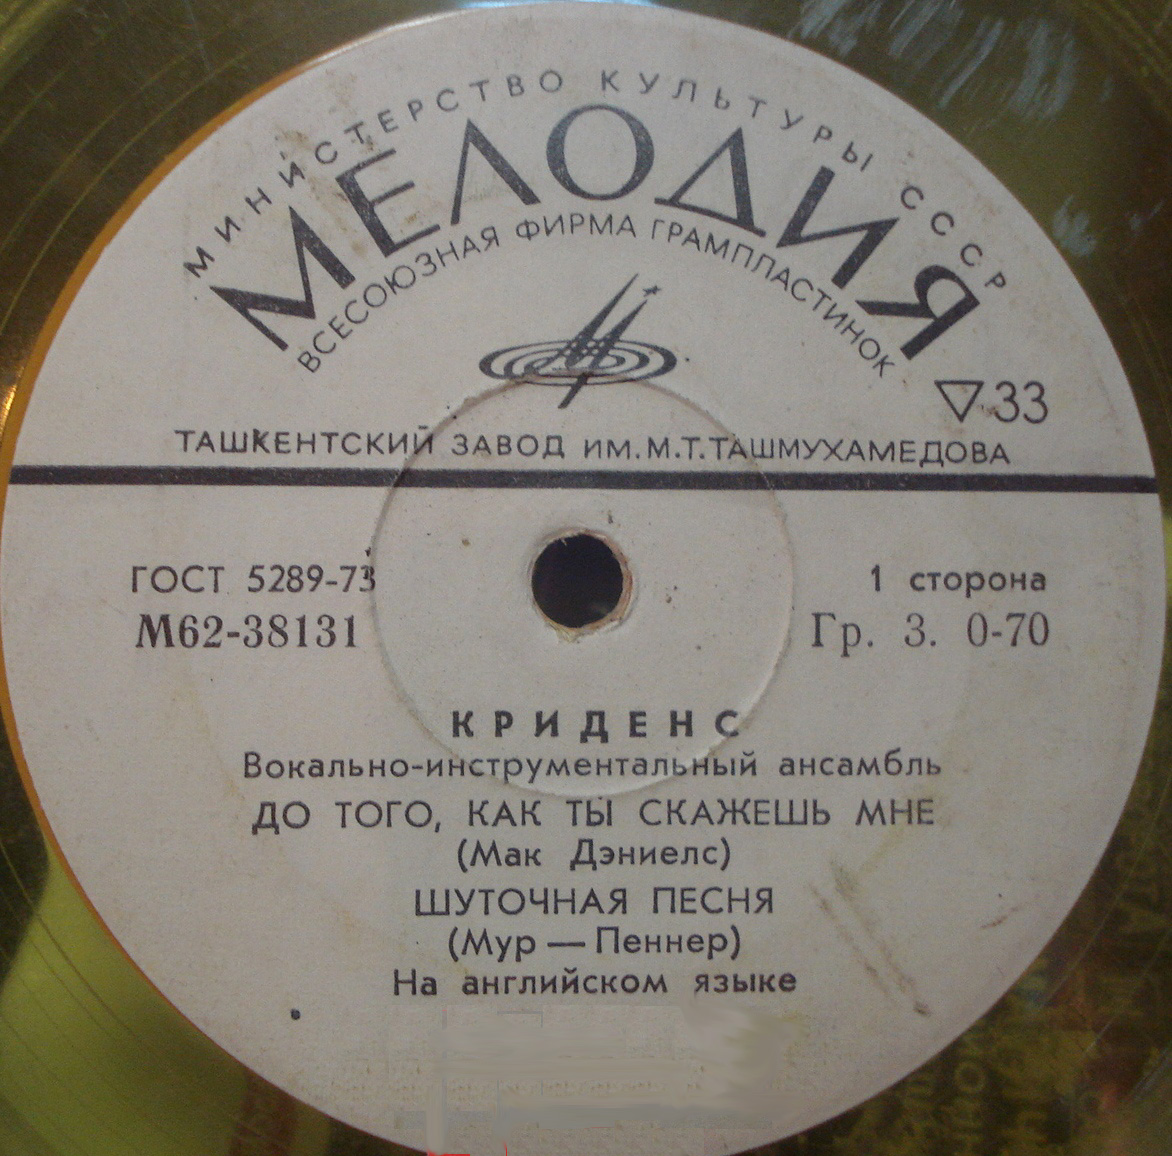 МИНИСТЕРСТВО КУЛЬТУРЫ СССР
МЕЛОДИЯ
ВСЕСОЮЗНАЯ ФИРМА ГРАМПЛАСТИНОК
33
ТАШКЕНТСКИЙ ЗАВОД ИМ. М.Т. ТАШМУХАМЕДОВА
ГОСТ 5289-73
1 сторона
М62-38131
Гр. 3. 0-70
КРИДЕНС
Вокально-инструментальный ансамбль
ДО ТОГО, КАК ТЫ СКАЖЕШЬ МНЕ
(Мак Дэниелс)
ШУТОЧНАЯ ПЕСНЯ
(Мур — Пеннер)
На английском языке